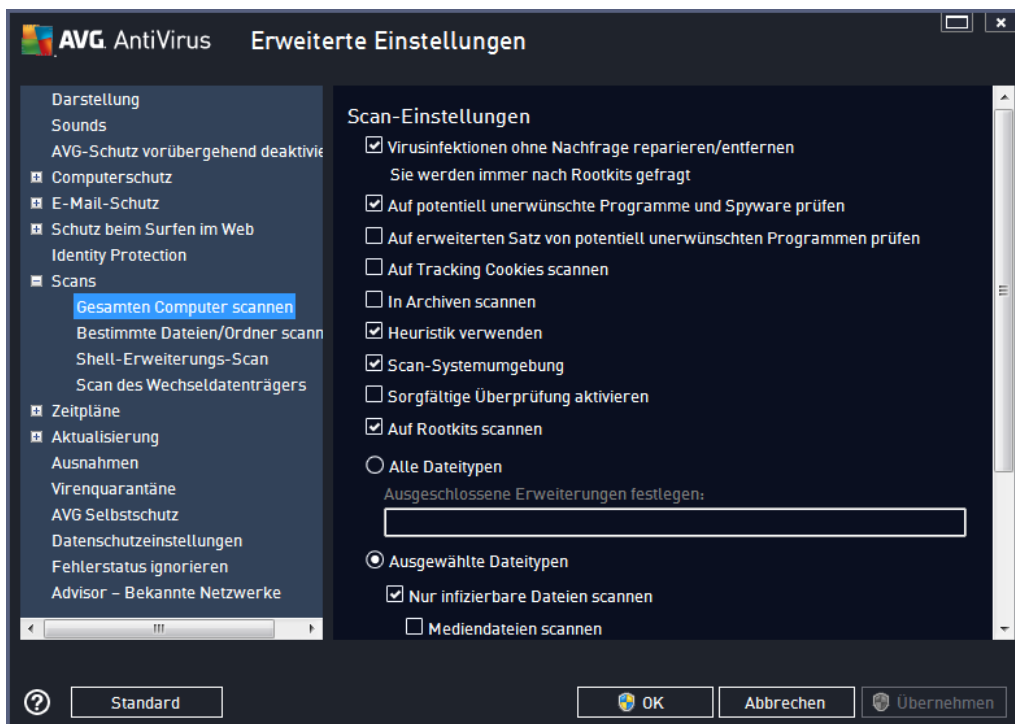 AVG. AntiVirus Erweiterte Einstellungen
Darstellung
Sounds
AVG-Schutz vorübergehend deaktivie
Computerschutz
E-Mail-Schutz
Schutz beim Surfen im Web
Identity Protection
Scans
Gesamten Computer scannen
Bestimmte Dateien/Ordner scann
Shell-Erweiterungs-Scan
Scan des Wechseldatenträgers
Zeitpläne
Aktualisierung
Ausnahmen
Virenquarantäne
AVG Selbstschutz
Datenschutzeinstellungen
Fehlerstatus ignorieren
Advisor – Bekannte Netzwerke
Scan-Einstellungen
Virusinfektionen ohne Nachfrage reparieren/entfernen
Sie werden immer nach Rootkits gefragt
Auf potentiell unerwünschte Programme und Spyware prüfen
Auf erweiterten Satz von potentiell unerwünschten Programmen prüfen
Auf Tracking Cookies scannen
In Archiven scannen
Heuristik verwenden
Scan-Systemumgebung
Sorgfältige Überprüfung aktivieren
Auf Rootkits scannen
Alle Dateitypen
Ausgeschlossene Erweiterungen festlegen:
Ausgewählte Dateitypen
Nur infizierbare Dateien scannen
Mediendateien scannen
? Standard OK Abbrechen Übernehmen